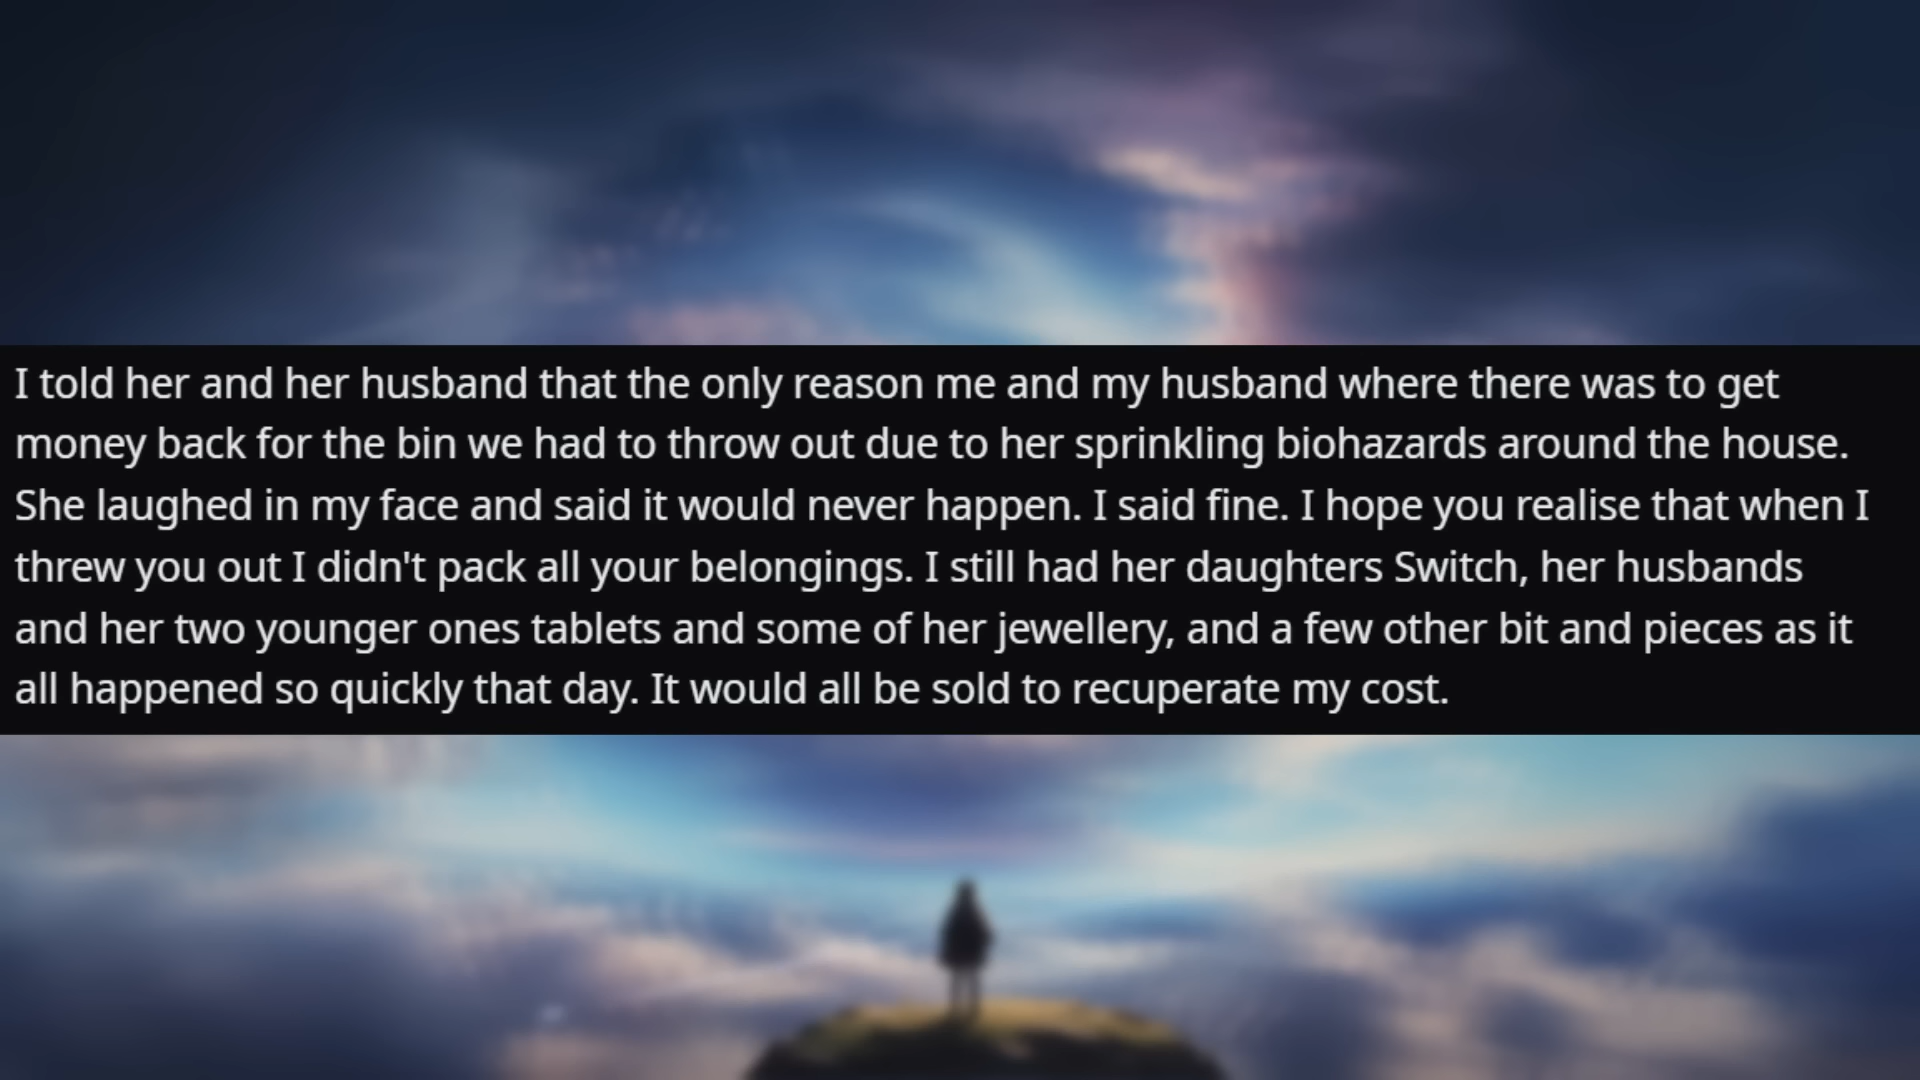 I told her and her husband that the only reason me and my husband where there was to get
money back for the bin we had to throw out due to her sprinkling biohazards around the house.
She laughed in my face and said it would never happen. I said fine. I hope you realise that when I
threw you out I didn't pack all your belongings. I still had her daughters Switch, her husbands
and her two younger ones tablets and some of her jewellery, and a few other bit and pieces as it
all happened so quickly that day. It would all be sold to recuperate my cost.